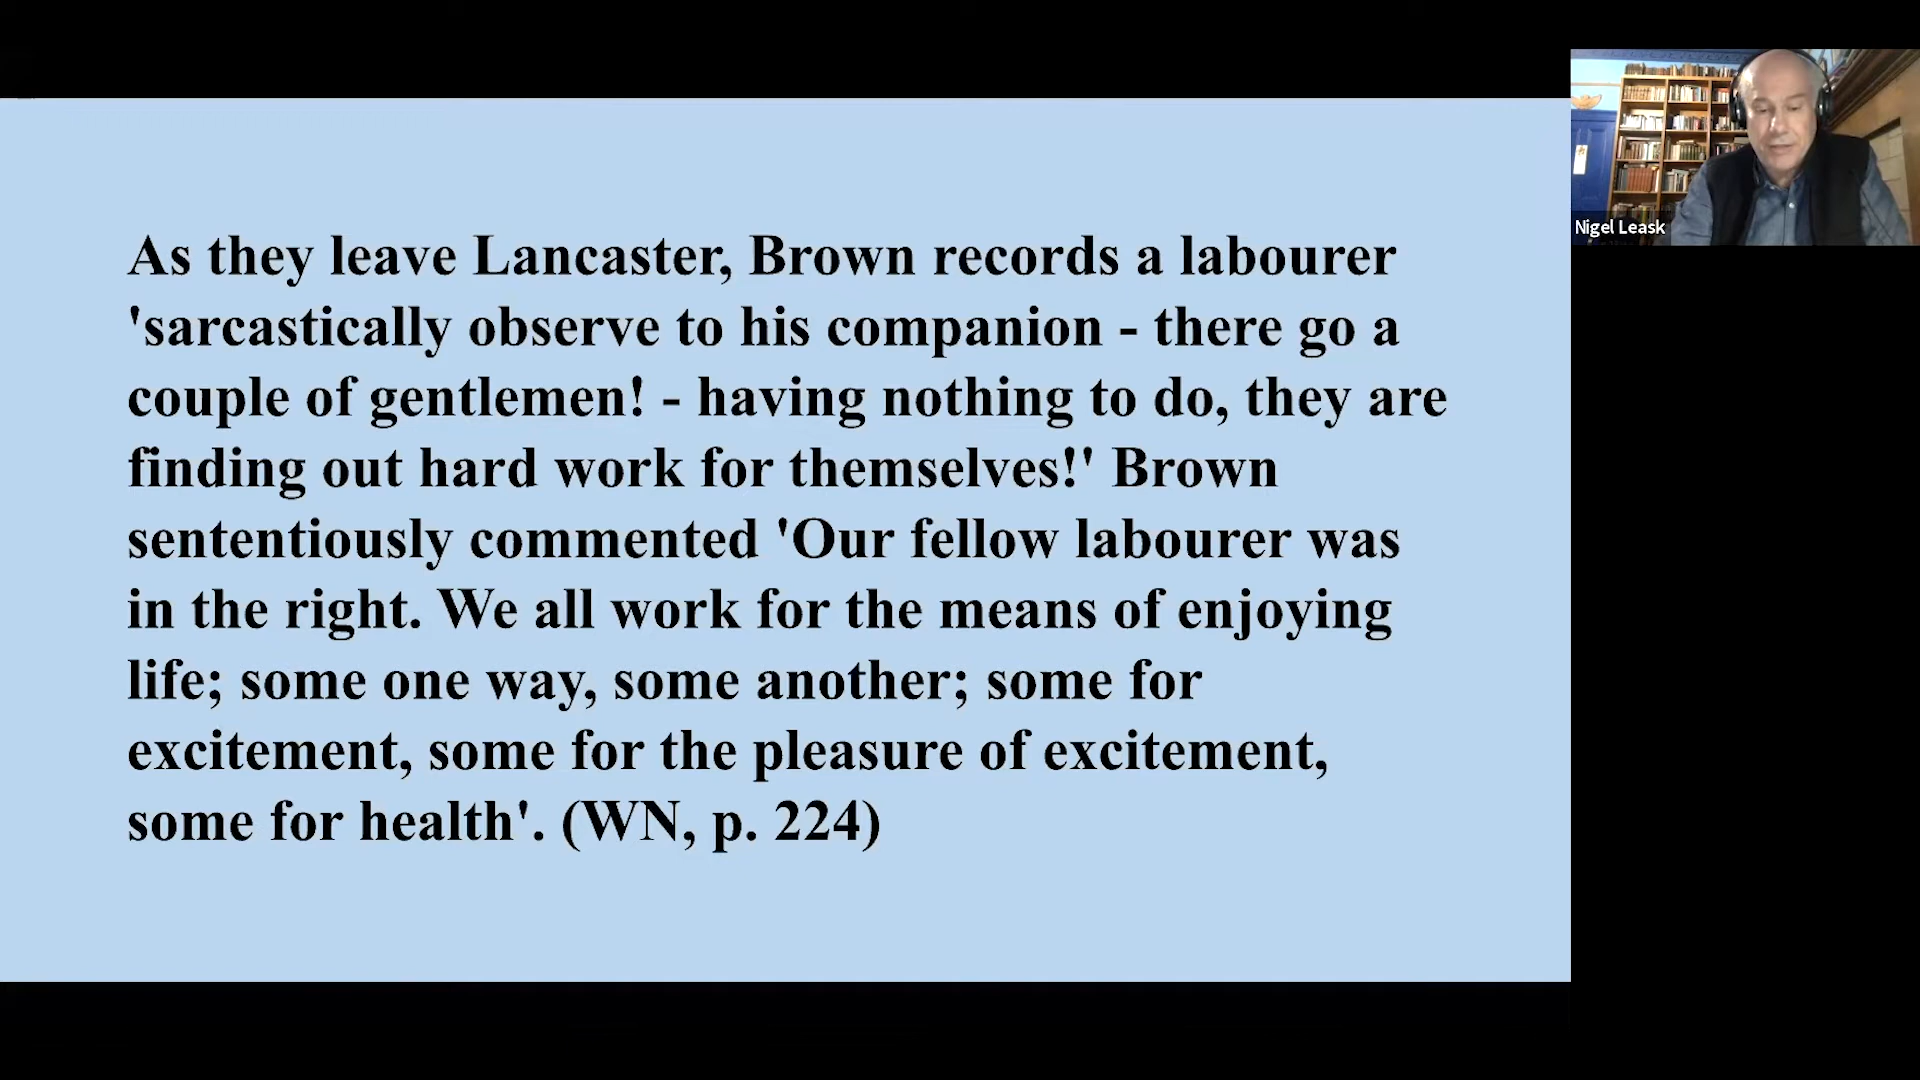 As they leave Lancaster, Brown records a labourer
'sarcastically observe to his companion - there go a
couple of gentlemen! - having nothing to do, they are
finding out hard work for themselves!' Brown
sententiously commented 'Our fellow labourer was
in the right. We all work for the means of enjoying
life; some one way, some another; some for
excitement, some for the pleasure of excitement,
some for health'. (WN, p. 224)
Nigel Leask